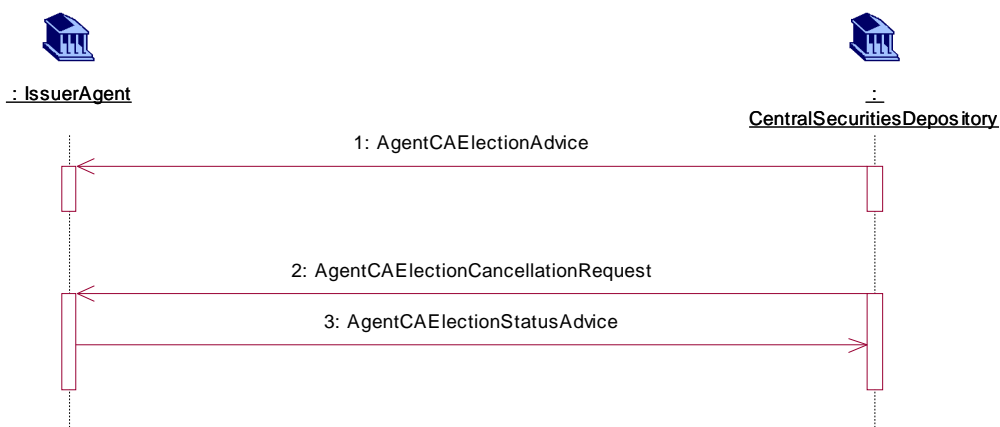 : IssuerAgent
:
CentralSecuritiesDepository
1: AgentCAElectionAdvice
2: AgentCAElectionCancellationRequest
3: AgentCAElectionStatusAdvice